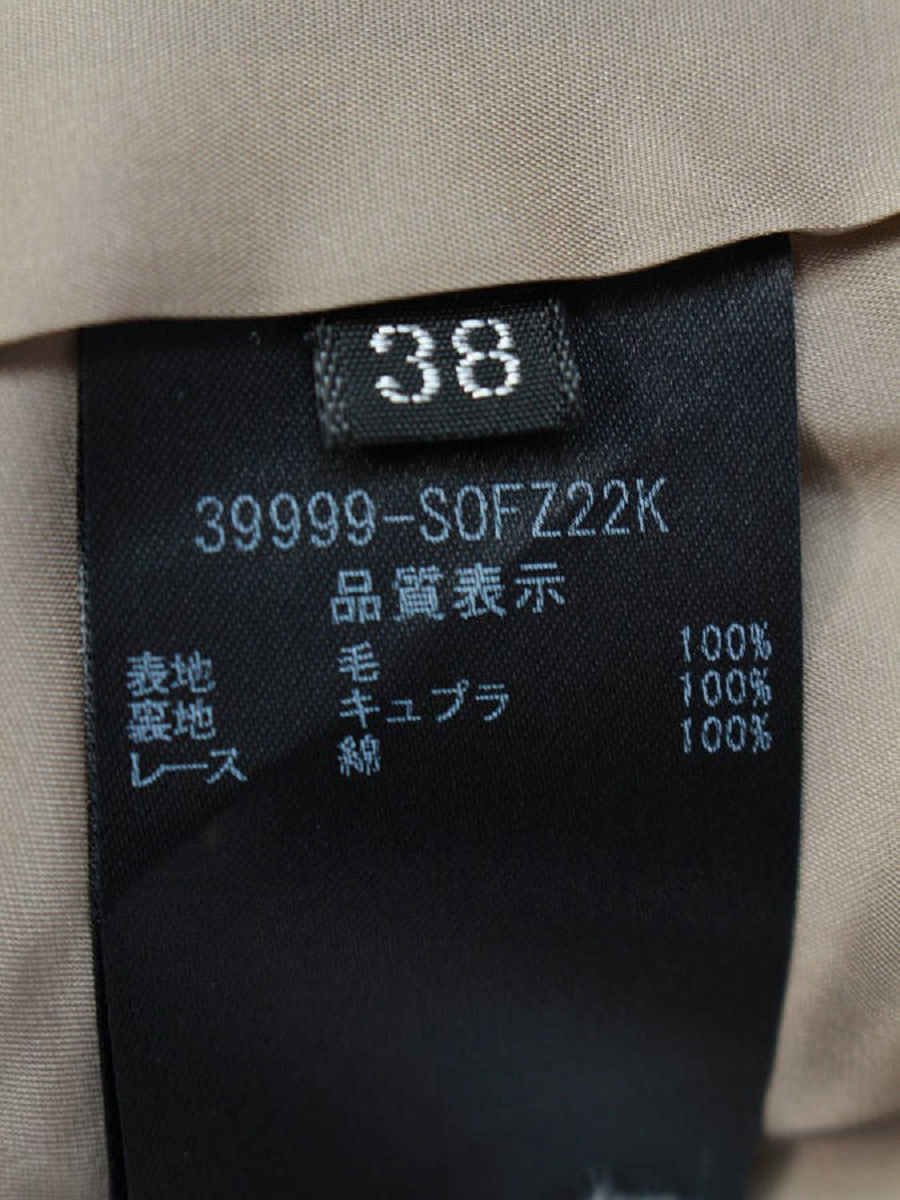 38
39999-S0FZ22K
品質表示
表地 毛 100%
裏地 キュプラ 100%
レース 綿 100%